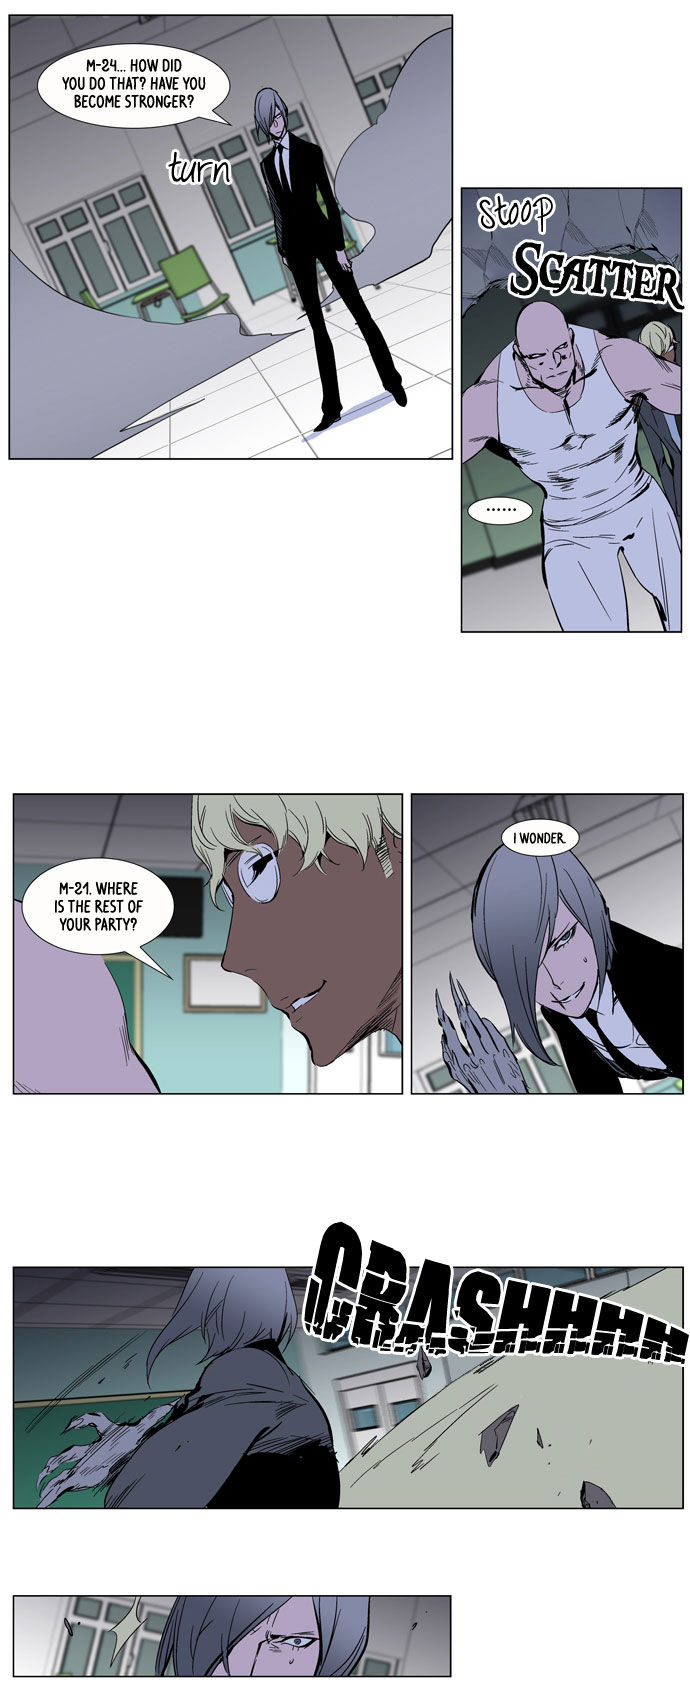 M-24... HOW DID
YOU DO THAT? HAVE YOU
BECOME STRONGER?
turn
stoop
SCATTER
......
M-21. WHERE
IS THE REST OF
YOUR PARTY?
I WONDER.
CRASHHHHH